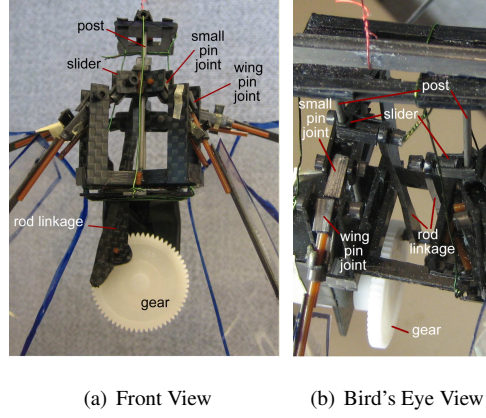 post
small
pin
joint
slider
wing
pin
joint
rod linkage
gear
small
pin
joint
post
slider
wing
pin
joint
rod
linkage
gear
(a) Front View
(b) Bird's Eye View